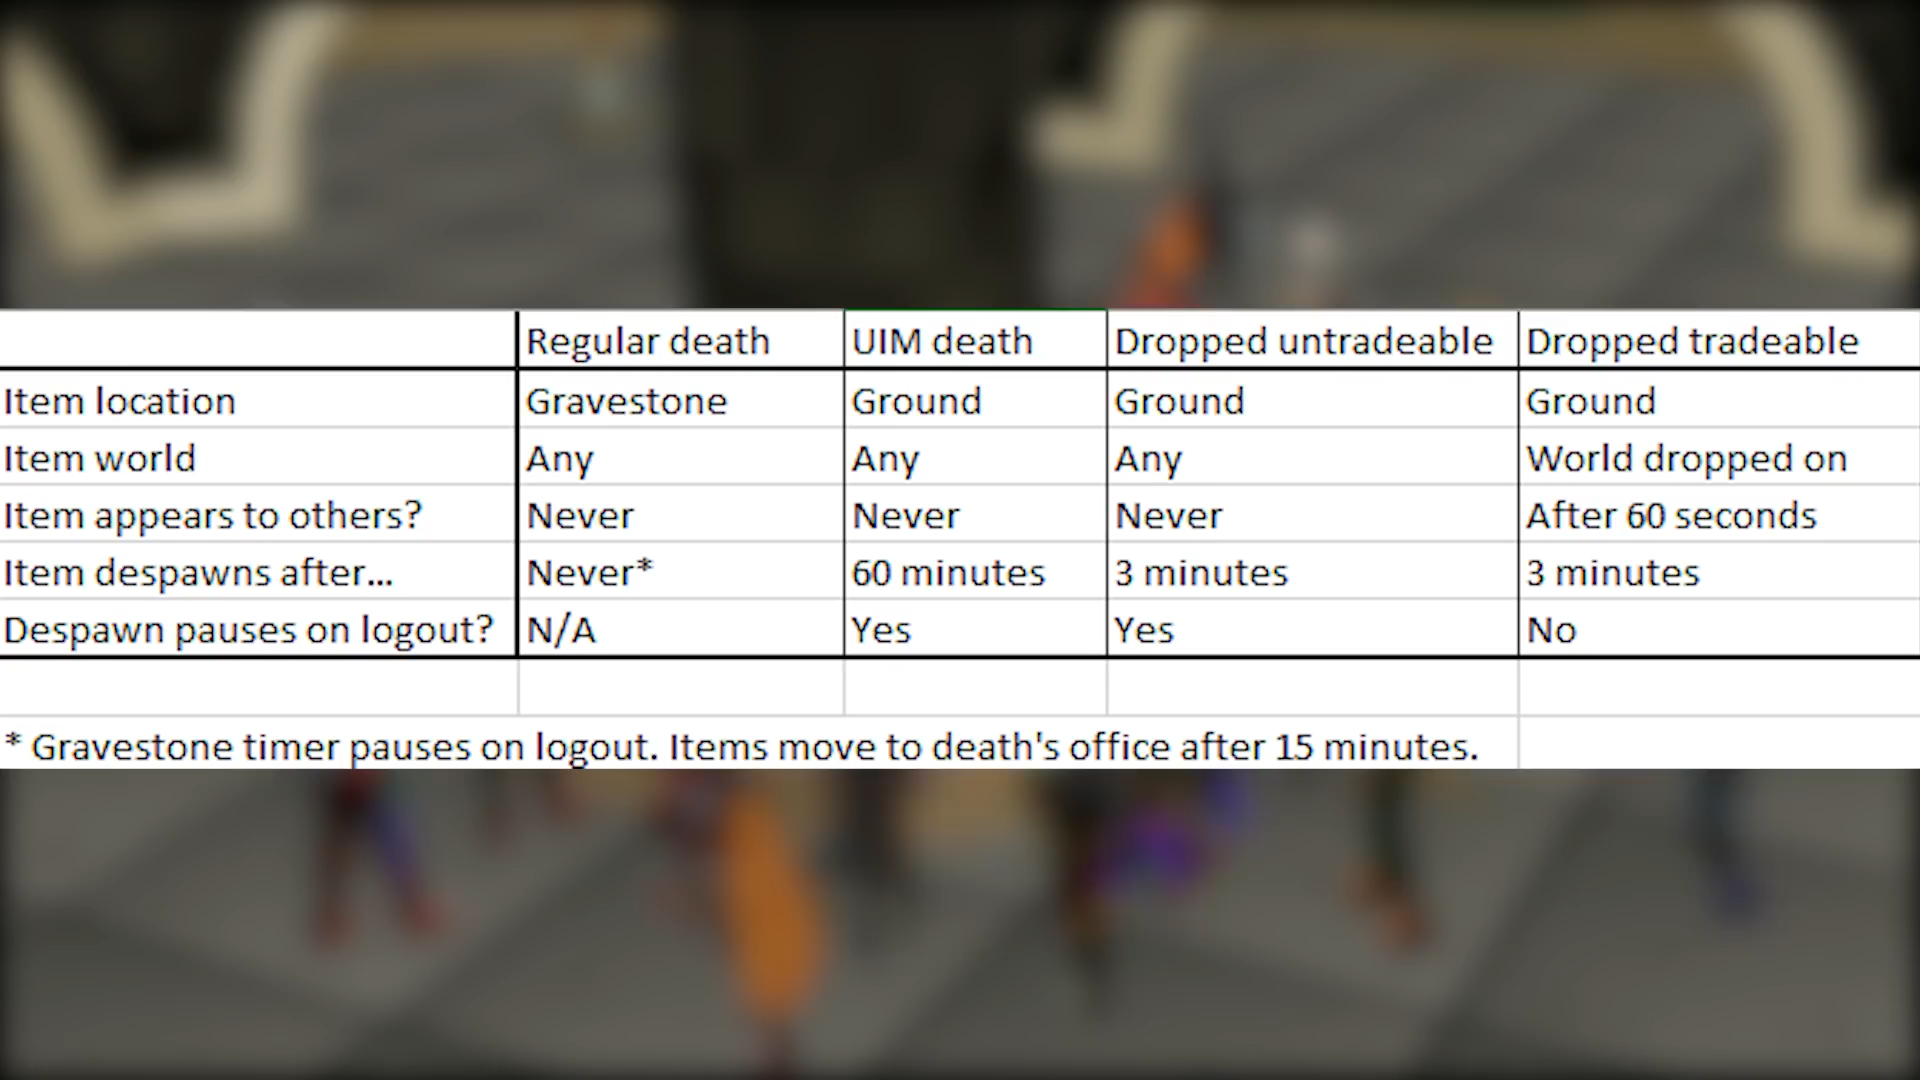 Regular death UIM death Dropped untradeable Dropped tradeable
Item location Gravestone Ground Ground Ground
Item world Any Any Any World dropped on
Item appears to others? Never Never Never After 60 seconds
Item despawns after... Never* 60 minutes 3 minutes 3 minutes
Despawn pauses on logout? N/A Yes Yes No
* Gravestone timer pauses on logout. Items move to death's office after 15 minutes.